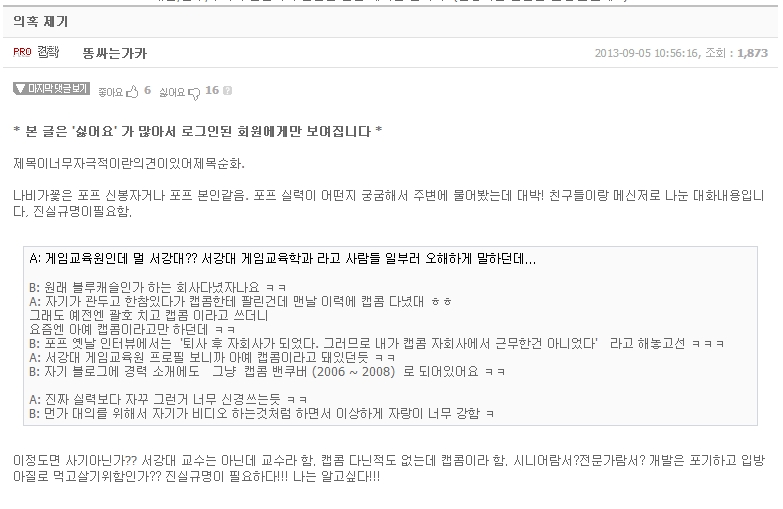 의혹 제기
PRO 겸솨 똥싸는가카 2013-09-05 10:56:16, 조회 : 1,873
▼ 마지막댓글보기 좋아요 6 싫어요 16 ?
* 본 글은 '싫어요' 가 많아서 로그인된 회원에게만 보여집니다 *
제목이너무자극적이란의견이있어제목순화.
나비가꽃은 포프 신봉자거나 포프 본인같음. 포프 실력이 어떤지 궁굼해서 주변에 물어봤는데 대박! 친구들이랑 메신저로 나눈 대화내용입니
다, 진실규명이필요함,
A: 게임교육원인데 멀 서강대?? 서강대 게임교육학과 라고 사람들 일부러 오해하게 말하던데...
B: 원래 블루캐슬인가 하는 회사다녔자나요 ㅋㅋ
A: 자기가 관두고 한참있다가 캡콤한테 팔린건데 맨날 이력에 캡콤 다녔대 ㅎㅎ
그래도 예전엔 괄호 치고 캡콤 이라고 쓰더니
요즘엔 아예 캡콤이라고만 하던데 ㅋㅋ
B: 포프 옛날 인터뷰에서는 '퇴사 후 자회사가 되었다. 그러므로 내가 캡콤 자회사에서 근무한건 아니었다' 라고 해놓고선 ㅋㅋㅋ
A: 서강대 게임교육원 프로필 보니까 아예 캡콤이라고 돼있던듯 ㅋㅋ
B: 자기 블로그에 경력 소개에도 그냥 캡콤 밴쿠버 (2006 ~ 2008) 로 되어있어요 ㅋㅋ
A: 진짜 실력보다 자꾸 그런거 너무 신경쓰는듯 ㅋㅋ
B: 먼가 대의를 위해서 자기가 비디오 하는것처럼 하면서 이상하게 자랑이 너무 강함 ㅋ
이정도면 사기아닌가?? 서강대 교수는 아닌데 교수라 함. 캡콤 다닌적도 없는데 캡콤이라 함. 시니어람서?전문가람서? 개발은 포기하고 입방
아질로 먹고살기위함인가?? 진실규명이 필요하다!!! 나는 알고싶다!!!